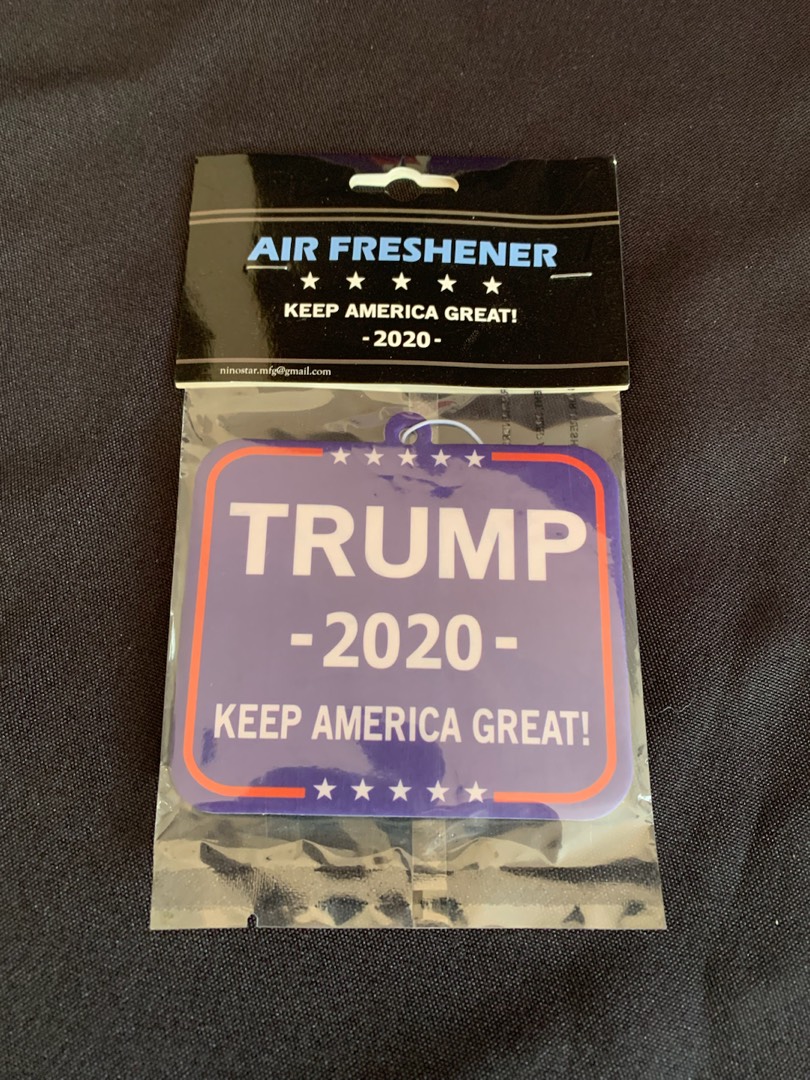 AIR FRESHENER
KEEP AMERICA GREAT!
-2020-
ninostar.mfg@gmail.com
TRUMP
-2020-
KEEP AMERICA GREAT!